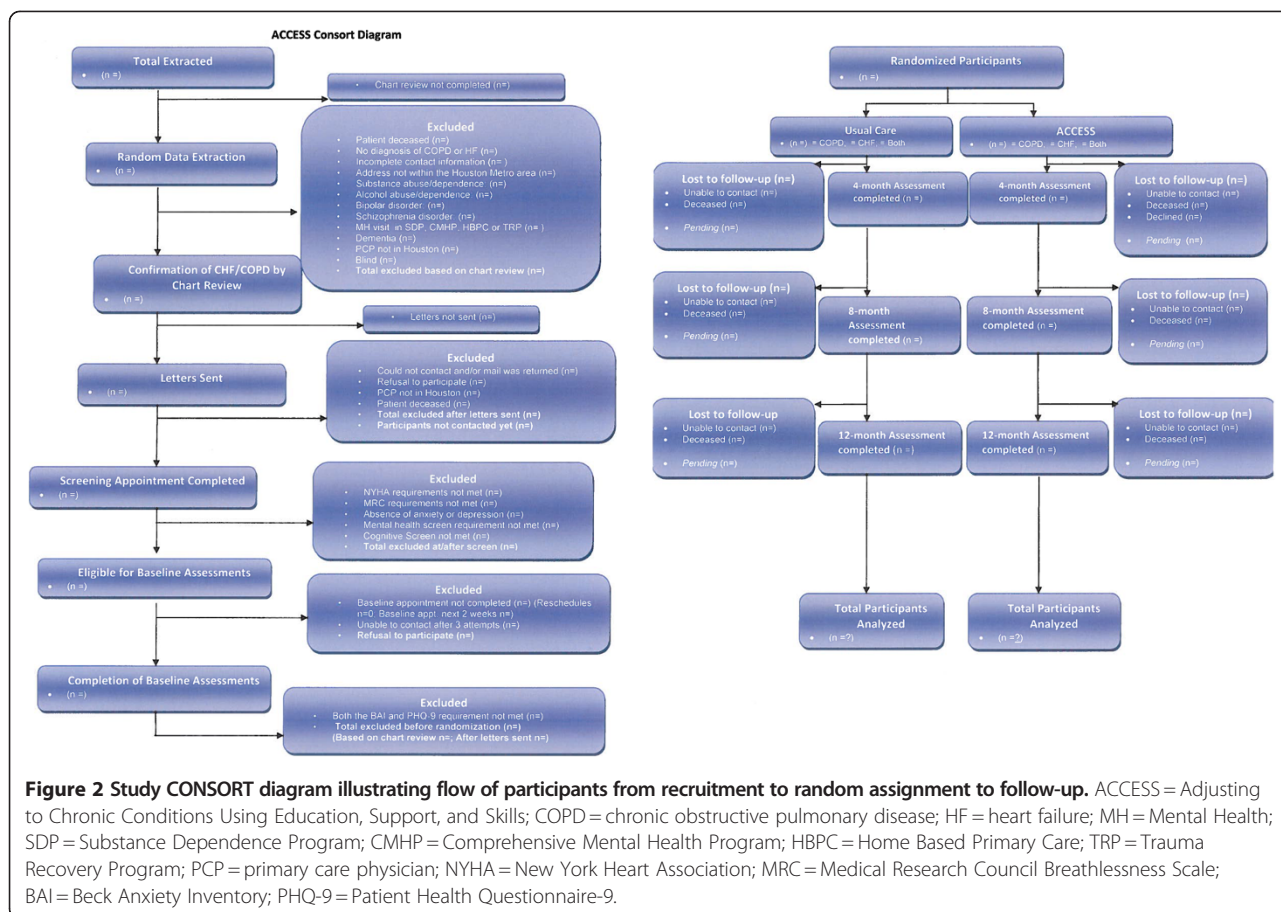 ACCESS Consort Diagram
Total Extracted
• (n =)
• Chart review not completed (n=)
Excluded
• Patient deceased (n=)
• No diagnosis of COPD or HF (n=)
• Incomplete contact information (n= )
• Address not within the Houston Metro area (n=)
• Substance abuse/dependence (n=)
• Alcohol abuse/dependence (n=)
• Bipolar disorder (n=)
• Schizophrenia disorder (n=)
• MH visit in SDP, CMHP, HBPC or TRP (n= )
• Dementia (n=)
• PCP not in Houston (n=)
• Blind (n=)
• Total excluded based on chart review (n=)
Random Data Extraction
• (n =)
Confirmation of CHF/COPD by
Chart Review
• (n =)
• Letters not sent (n=)
Excluded
• Could not contact and/or mail was returned (n=)
• Refusal to participate (n=)
• PCP not in Houston (n=)
• Patient deceased (n=)
• Total excluded after letters sent (n=)
• Participants not contacted yet (n=)
Letters Sent
• (n =)
Screening Appointment Completed
• (n =)
Excluded
• NYHA requirements not met (n=)
• MRC requirements not met (n=)
• Absence of anxiety or depression (n=)
• Mental health screen requirement not met (n=)
• Cognitive Screen not met (n=)
• Total excluded at/after screen (n=)
Eligible for Baseline Assessments
• (n =)
Excluded
• Baseline appointment not completed (n=) (Reschedules
n=0, Baseline appt. next 2 weeks n=)
• Unable to contact after 3 attempts (n=)
• Refusal to participate (n=)
Completion of Baseline Assessments
• (n =)
Excluded
• Both the BAI and PHQ-9 requirement not met (n=)
• Total excluded before randomization (n=)
(Based on chart review n=; After letters sent n=)
Randomized Participants
• (n =)
Usual Care
• (n =) = COPD, = CHF, = Both
ACCESS
• (n =) = COPD, = CHF, = Both
Lost to follow-up (n=)
• Unable to contact (n=)
• Deceased (n=)
• Pending (n=)
4-month Assessment
completed (n =)
4-month Assessment
completed (n =)
Lost to follow-up (n=)
• Unable to contact (n=)
• Deceased (n=)
• Declined (n=)
• Pending (n=)
Lost to follow-up (n=)
• Unable to contact (n=)
• Deceased (n=)
• Pending (n=)
8-month
Assessment
completed (n =)
8-month Assessment
completed (n =)
Lost to follow-up (n=)
• Unable to contact (n=)
• Deceased (n=)
• Pending (n=)
Lost to follow-up
• Unable to contact (n=)
• Deceased (n=)
• Pending (n=)
12-month Assessment
completed (n =)
12-month Assessment
completed (n =)
Lost to follow-up (n=)
• Unable to contact (n=)
• Deceased (n=)
• Pending (n=)
Total Participants
Analyzed
• (n =?)
Total Participants
Analyzed
• (n =?)
Figure 2 Study CONSORT diagram illustrating flow of participants from recruitment to random assignment to follow-up. ACCESS = Adjusting
to Chronic Conditions Using Education, Support, and Skills; COPD = chronic obstructive pulmonary disease; HF = heart failure; MH = Mental Health;
SDP = Substance Dependence Program; CMHP = Comprehensive Mental Health Program; HBPC = Home Based Primary Care; TRP = Trauma
Recovery Program; PCP = primary care physician; NYHA = New York Heart Association; MRC = Medical Research Council Breathlessness Scale;
BAI = Beck Anxiety Inventory; PHQ-9 = Patient Health Questionnaire-9.